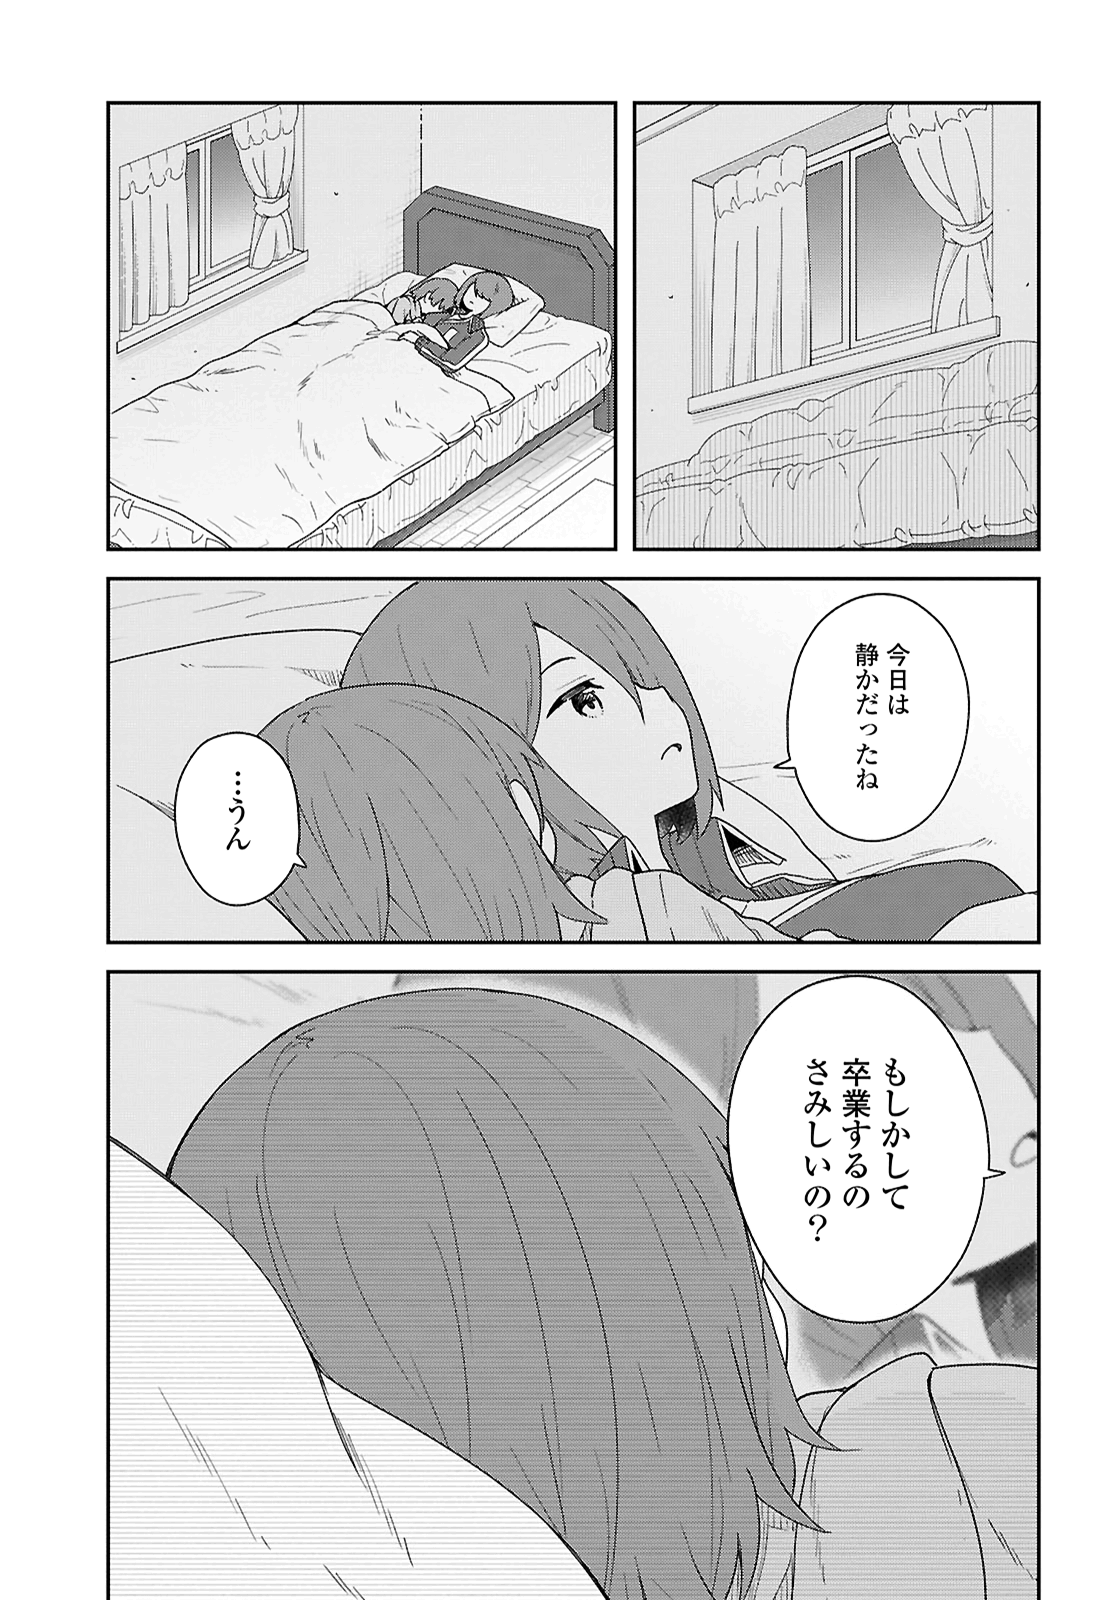 今日は
静かだったね
…うん
もしかして
卒業するの
さみしいの？